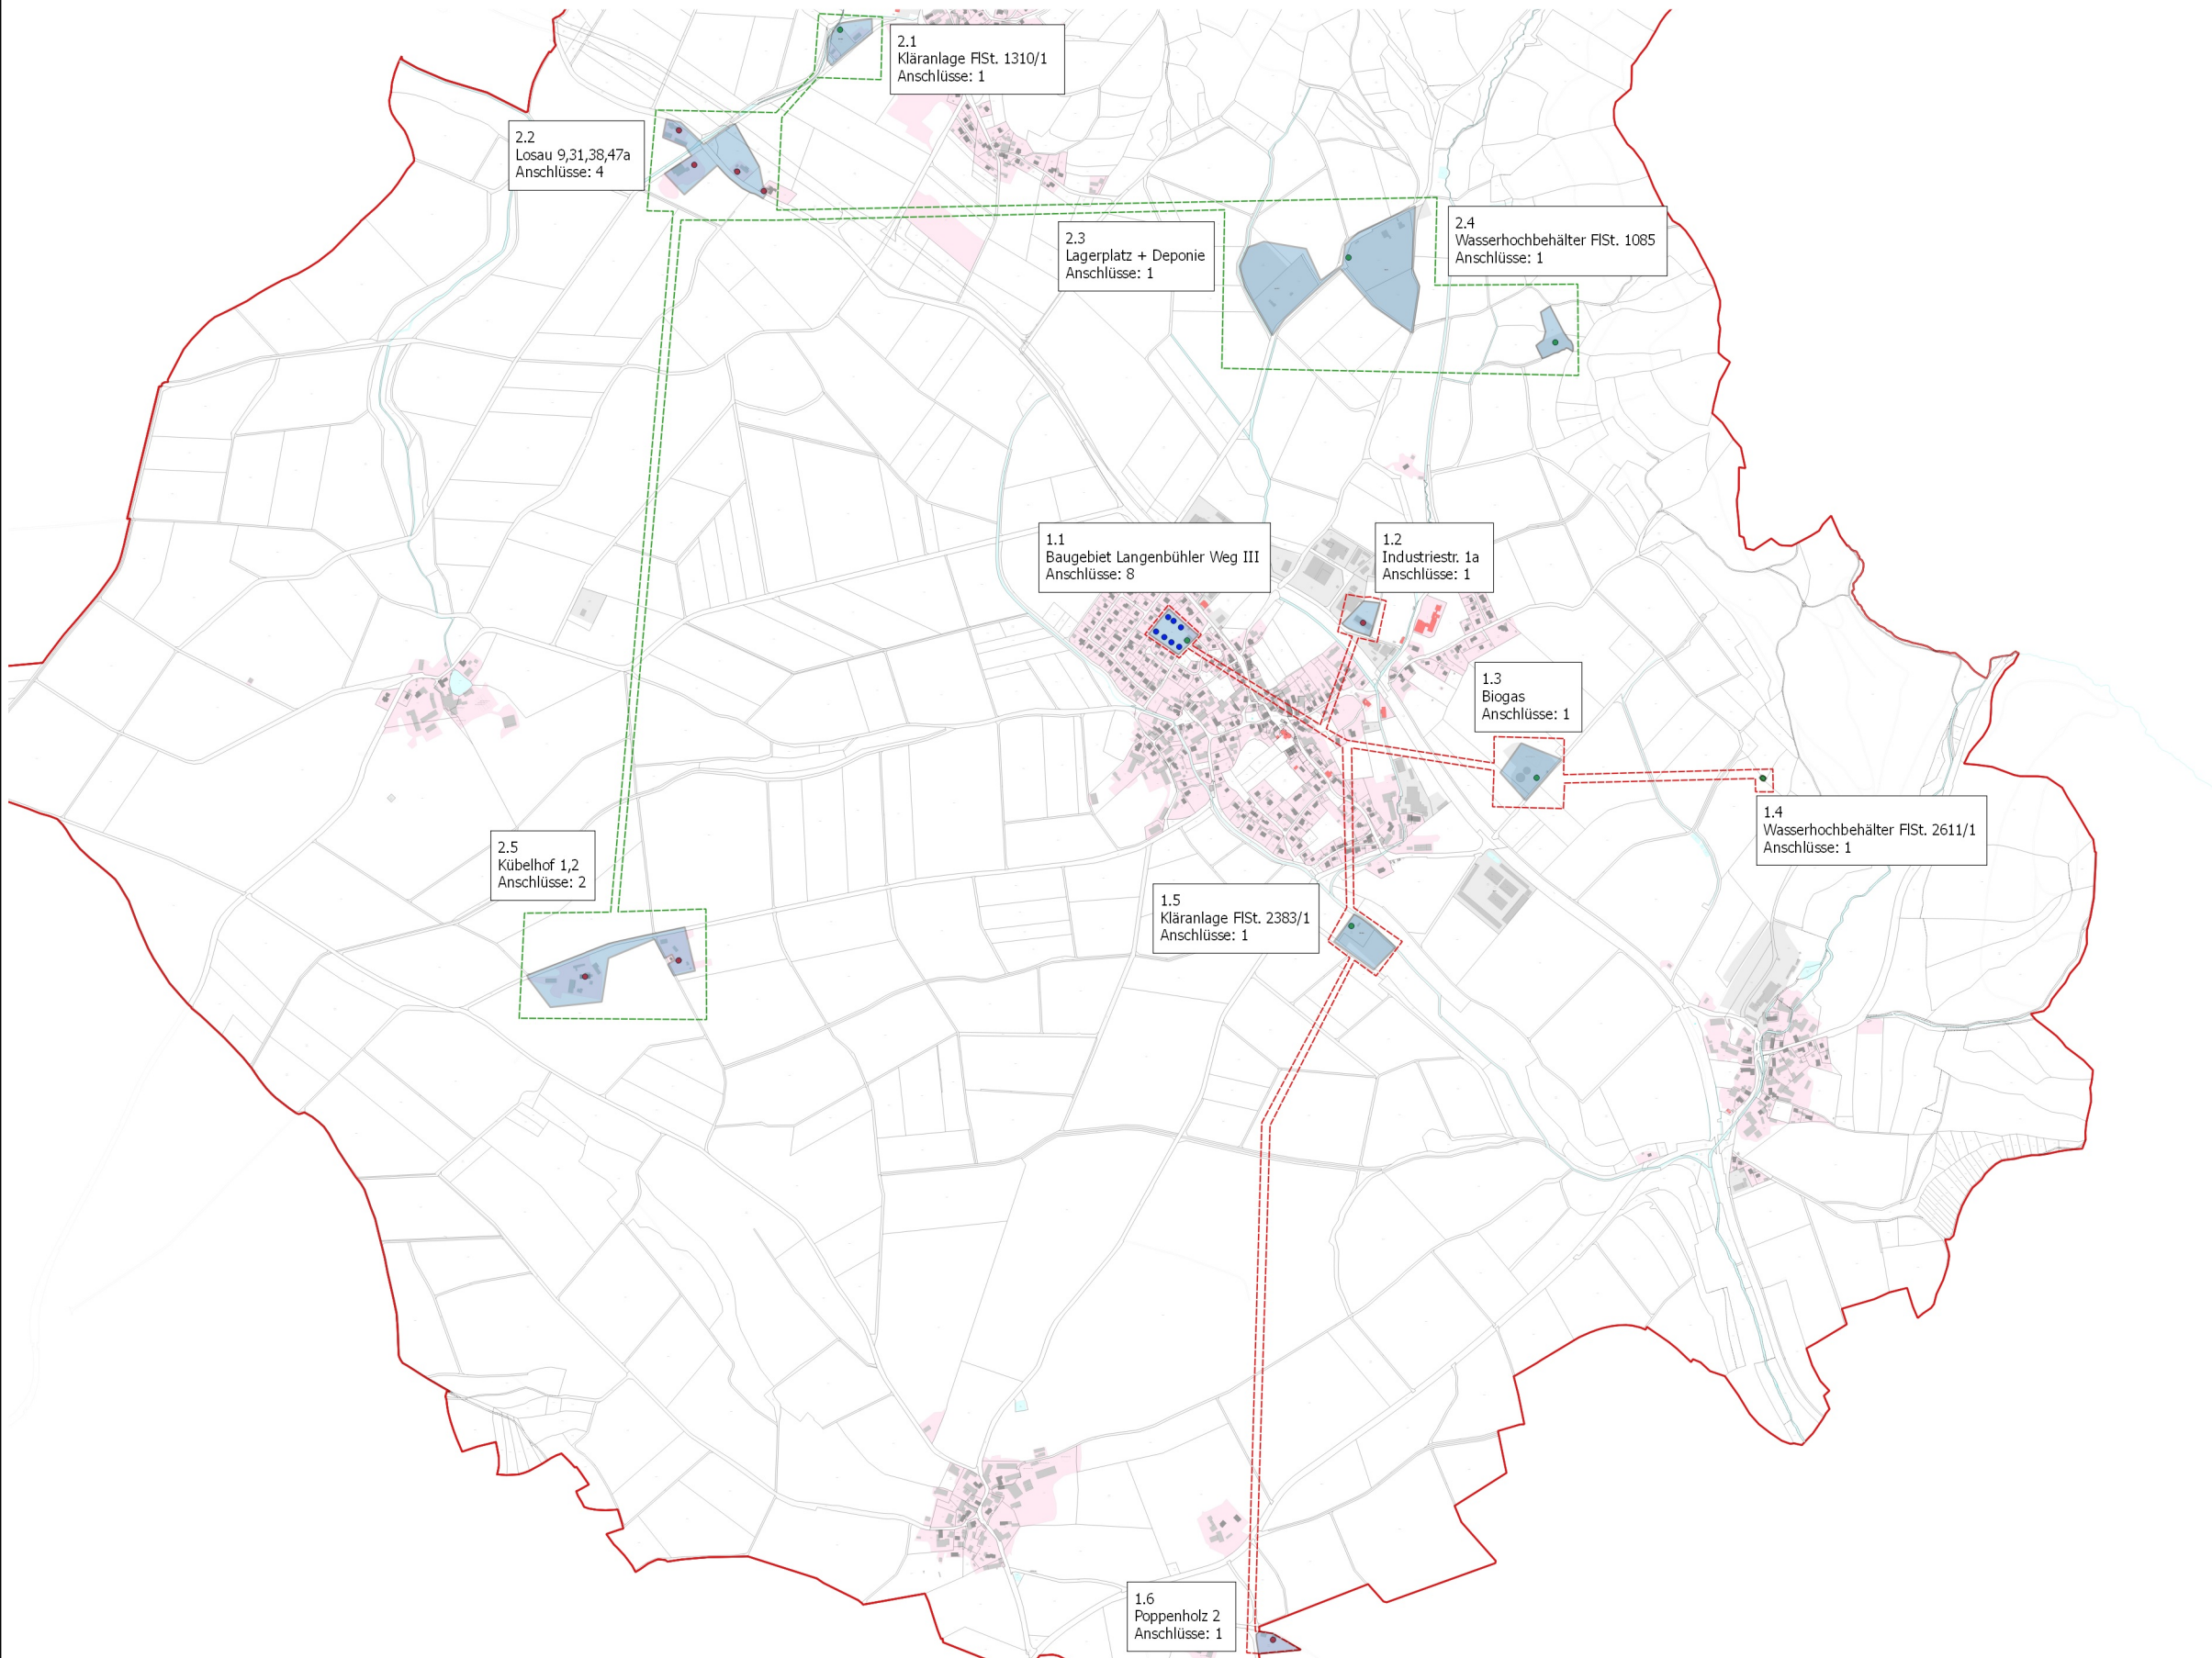 2.1
Kläranlage FlSt. 1310/1
Anschlüsse: 1
2.2
Losau 9,31,38,47a
Anschlüsse: 4
2.3
Lagerplatz + Deponie
Anschlüsse: 1
2.4
Wasserhochbehälter FlSt. 1085
Anschlüsse: 1
1.1
Baugebiet Langenbühler Weg III
Anschlüsse: 8
1.2
Industriestr. 1a
Anschlüsse: 1
1.3
Biogas
Anschlüsse: 1
1.4
Wasserhochbehälter FlSt. 2611/1
Anschlüsse: 1
2.5
Kübelhof 1,2
Anschlüsse: 2
1.5
Kläranlage FlSt. 2383/1
Anschlüsse: 1
1.6
Poppenholz 2
Anschlüsse: 1